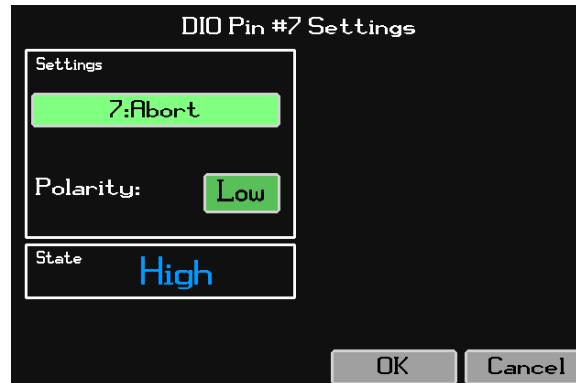 DIO Pin #7 Settings
Settings
7:Abort
Polarity: Low
State
High
OK Cancel